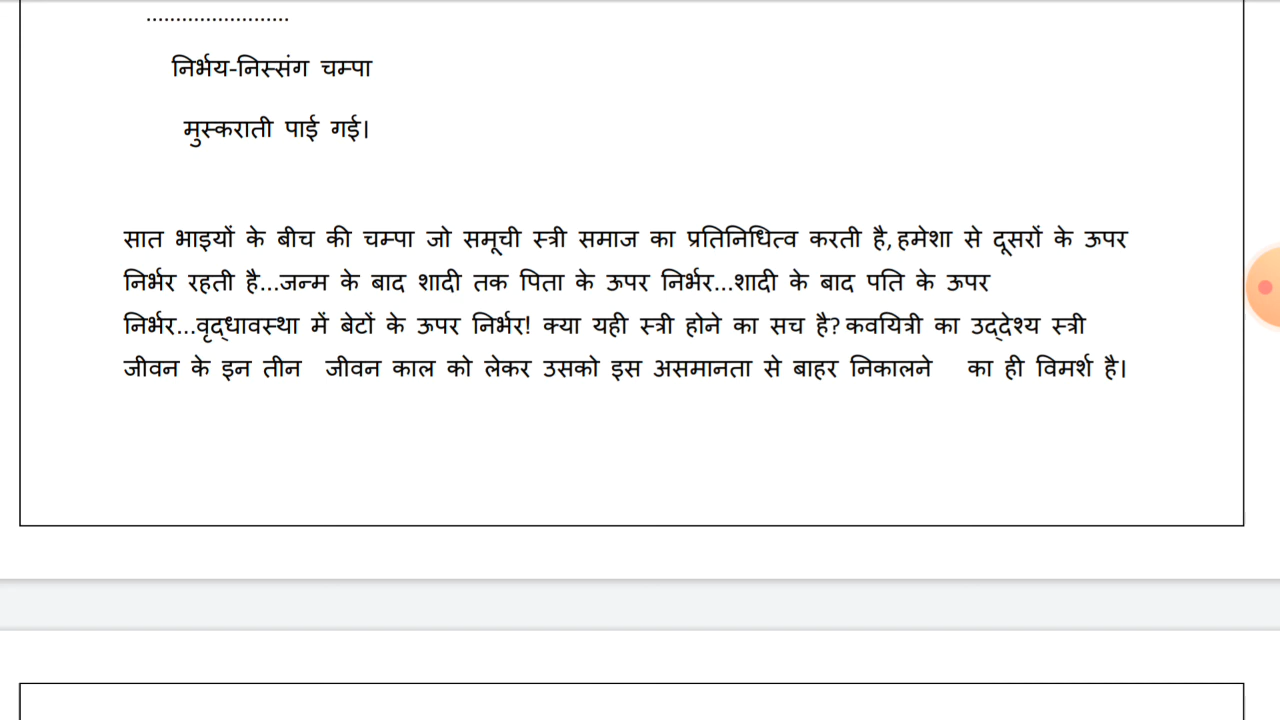 ........................
निर्भय-निस्संग चम्पा
मुस्कराती पाई गई।
सात भाइयों के बीच की चम्पा जो समूची स्त्री समाज का प्रतिनिधित्व करती है, हमेशा से दूसरों के ऊपर
निर्भर रहती है...जन्म के बाद शादी तक पिता के ऊपर निर्भर...शादी के बाद पति के ऊपर
निर्भर...वृद्धावस्था में बेटों के ऊपर निर्भर! क्या यही स्त्री होने का सच है? कवयित्री का उद्देश्य स्त्री
जीवन के इन तीन जीवन काल को लेकर उसको इस असमानता से बाहर निकालने का ही विमर्श है।